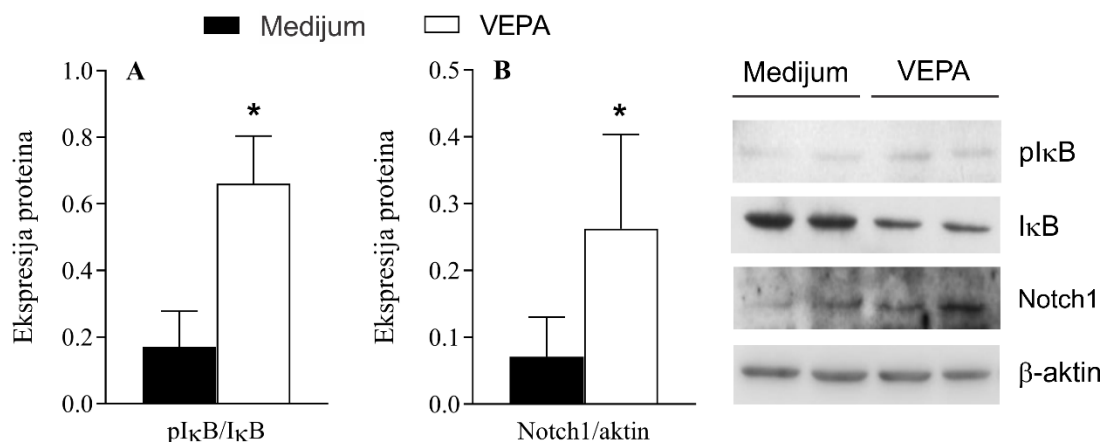 Medijum VEPA
A
Ekspresija proteina
1.0
0.8
0.6
0.4
0.2
0.0
*
pIκB/IκB
B
Ekspresija proteina
0.5
0.4
0.3
0.2
0.1
0.0
*
Notch1/aktin
Medijum VEPA
pIκB
IκB
Notch1
β-aktin